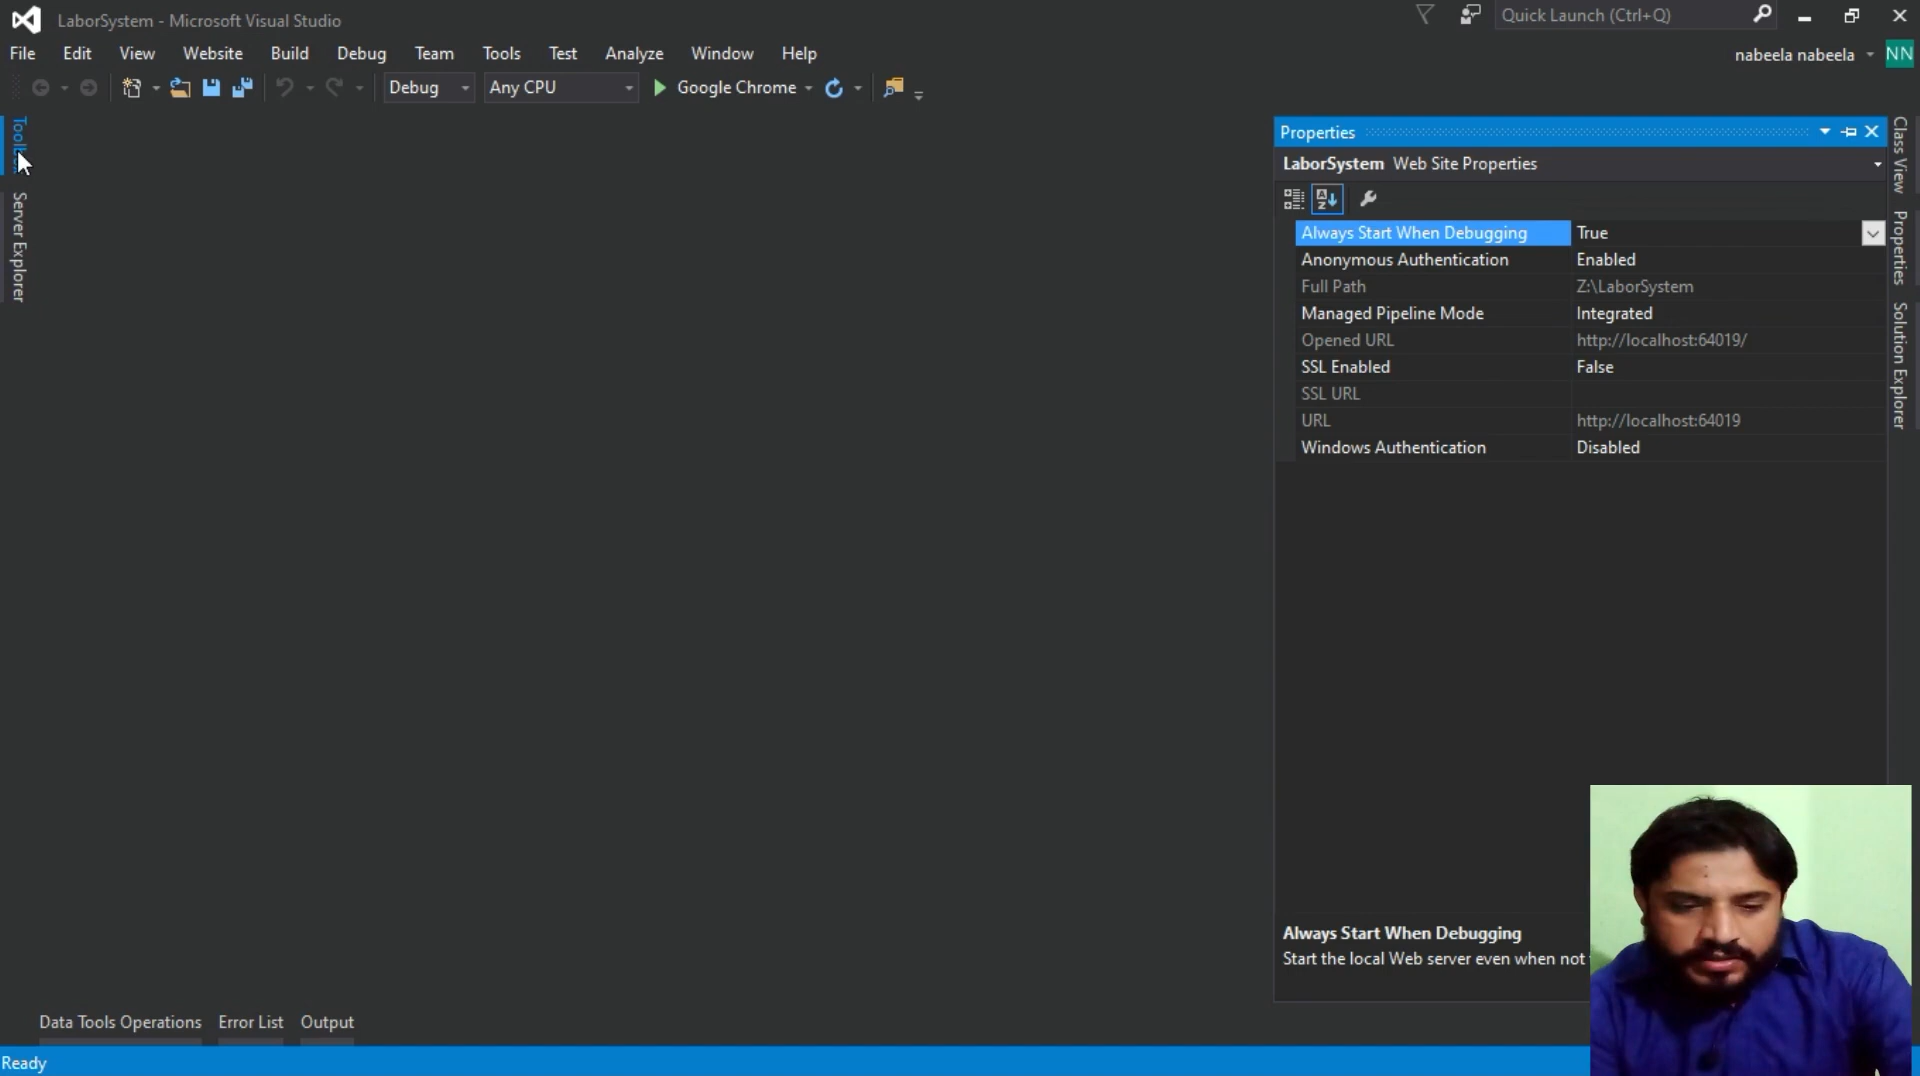 LaborSystem - Microsoft Visual Studio
Quick Launch (Ctrl+Q)
File Edit View Website Build Debug Team Tools Test Analyze Window Help
nabeela nabeela NN
Debug Any CPU Google Chrome
Server Explorer
Properties
LaborSystem Web Site Properties
Always Start When Debugging True
Anonymous Authentication Enabled
Full Path Z:\LaborSystem
Managed Pipeline Mode Integrated
Opened URL http://localhost:64019/
SSL Enabled False
SSL URL
URL http://localhost:64019
Windows Authentication Disabled
Always Start When Debugging
Start the local Web server even when not
Class View
Properties
Solution Explorer
Data Tools Operations Error List Output
Ready